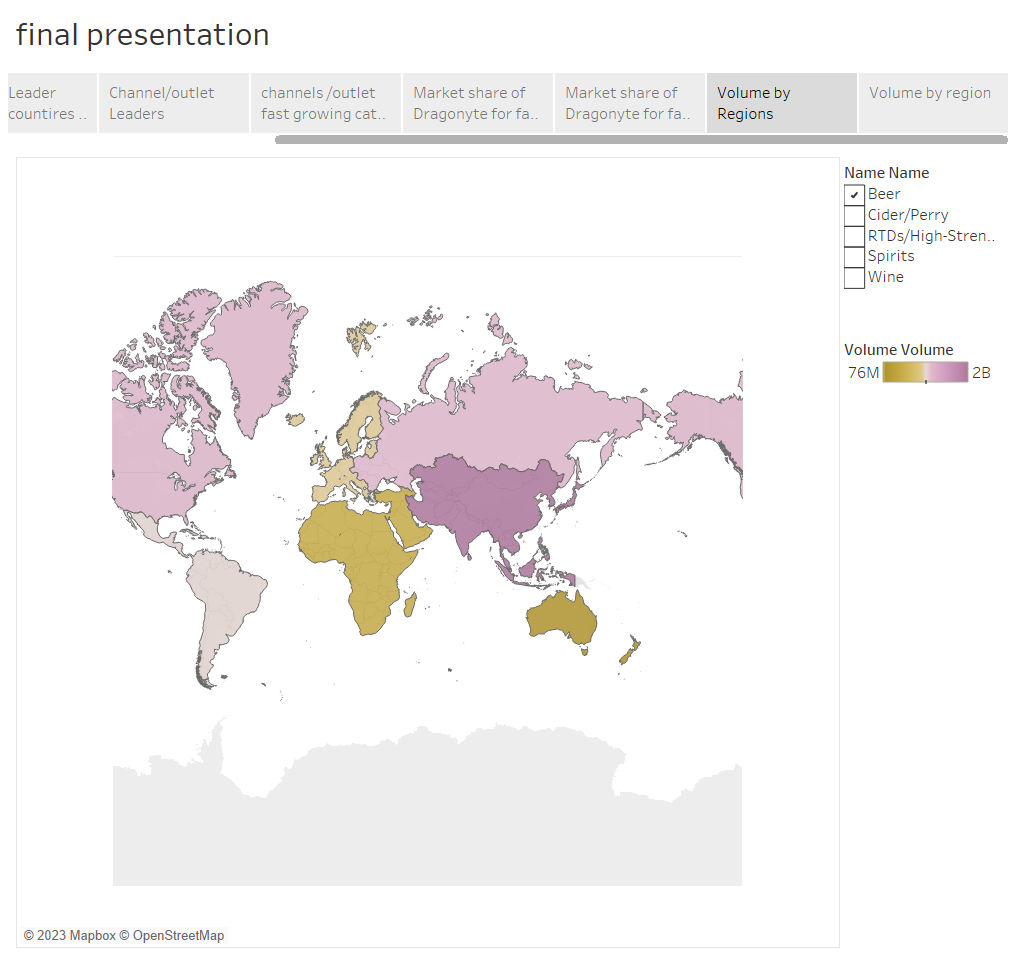 final presentation
Leader
countires ..
Channel/outlet
Leaders
channels /outlet
fast growing cat..
Market share of
Dragonyte for fa..
Market share of
Dragonyte for fa..
Volume by
Regions
Volume by region
Name Name
Beer
Cider/Perry
RTDs/High-Stren..
Spirits
Wine
Volume Volume
76M 2B
© 2023 Mapbox © OpenStreetMap